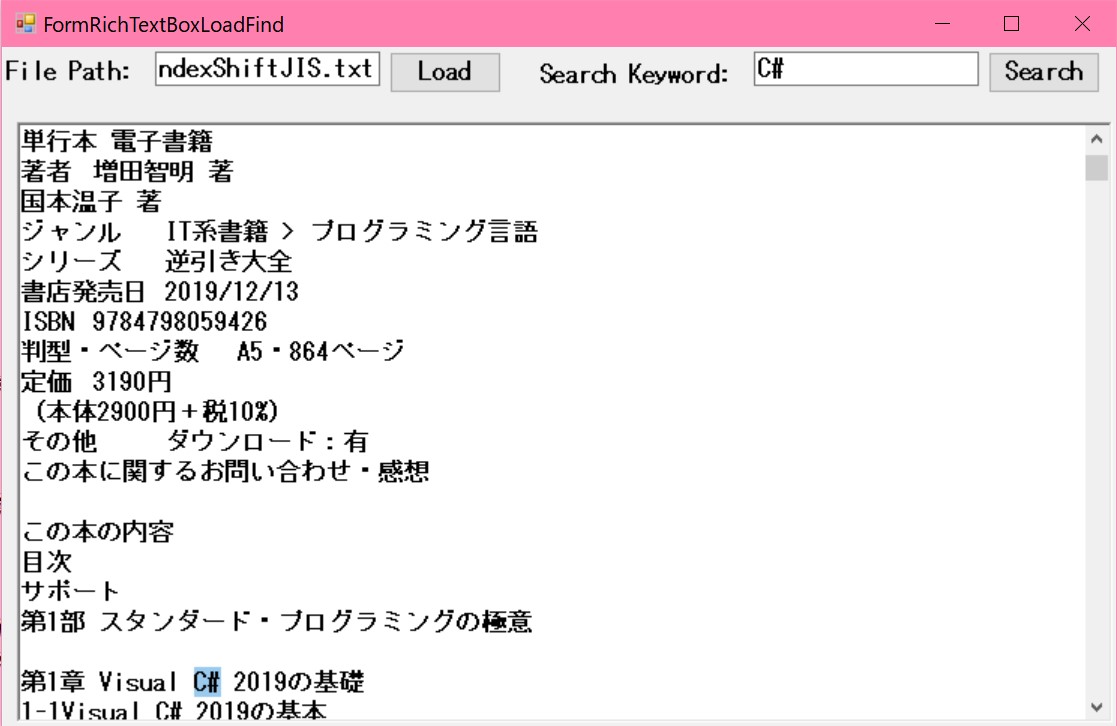 FormRichTextBoxLoadFind
File Path: ndexShiftJIS.txt Load Search Keyword: C# Search
単行本 電子書籍
著者 増田智明 著
国本温子 著
ジャンル IT系書籍 > プログラミング言語
シリーズ 逆引き大全
書店発売日 2019/12/13
ISBN 9784798059426
判型・ページ数 A5・864ページ
定価 3190円
（本体2900円＋税10%）
その他 ダウンロード：有
この本に関するお問い合わせ・感想
この本の内容
目次
サポート
第1部 スタンダード・プログラミングの極意
第1章 Visual C# 2019の基礎
1-1Visual C# 2019の基本